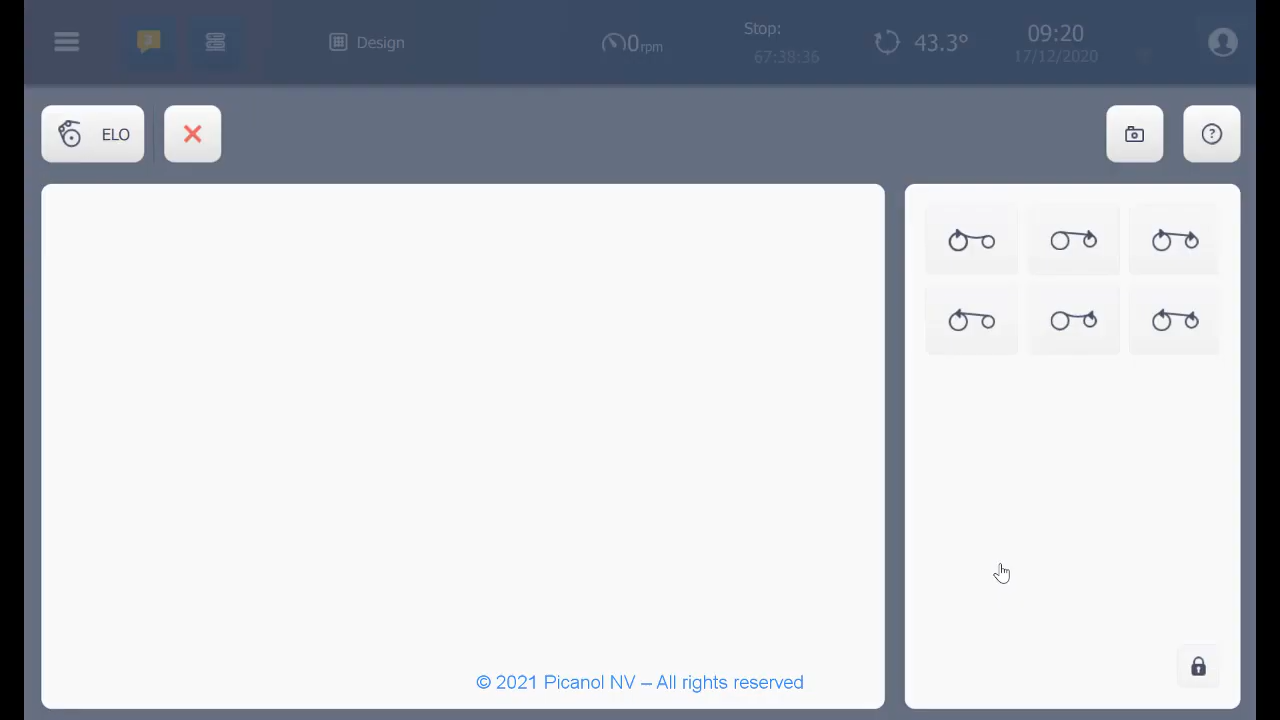 Design
0rpm
Stop:
67:38:36
43.3°
09:20
17/12/2020
ELO
© 2021 Picanol NV – All rights reserved